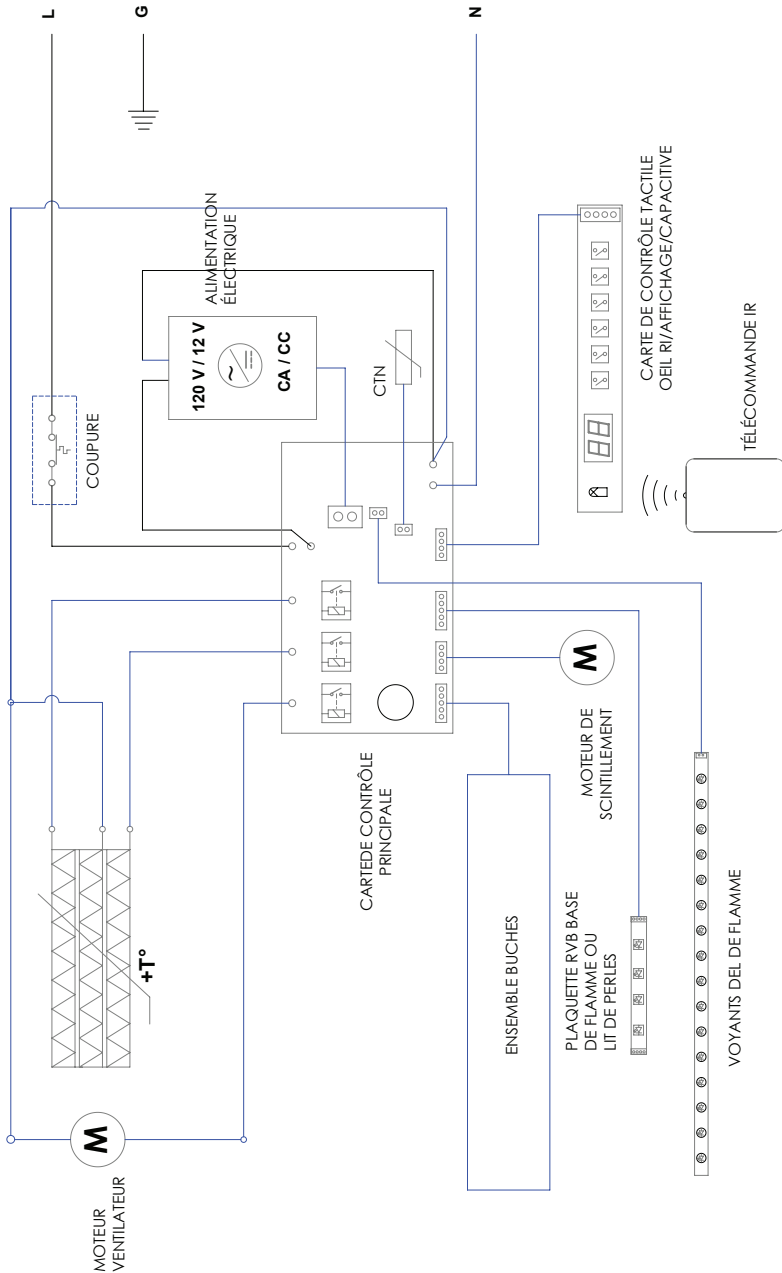 L
G
N
COUPURE
ALIMENTATION
ÉLECTRIQUE
120 V / 12 V
CA / CC
CTN
+T°
W
MOTEUR
VENTILATEUR
CARTEDE CONTRÔLE
PRINCIPALE
CARTE DE CONTRÔLE TACTILE
OEIL RI/AFFICHAGE/CAPACITIVE
88
TÉLÉCOMMANDE IR
W
MOTEUR DE
SCINTILLEMENT
ENSEMBLE BUCHES
PLAQUETTE RVB BASE
DE FLAMME OU
LIT DE PERLES
VOYANTS DEL DE FLAMME